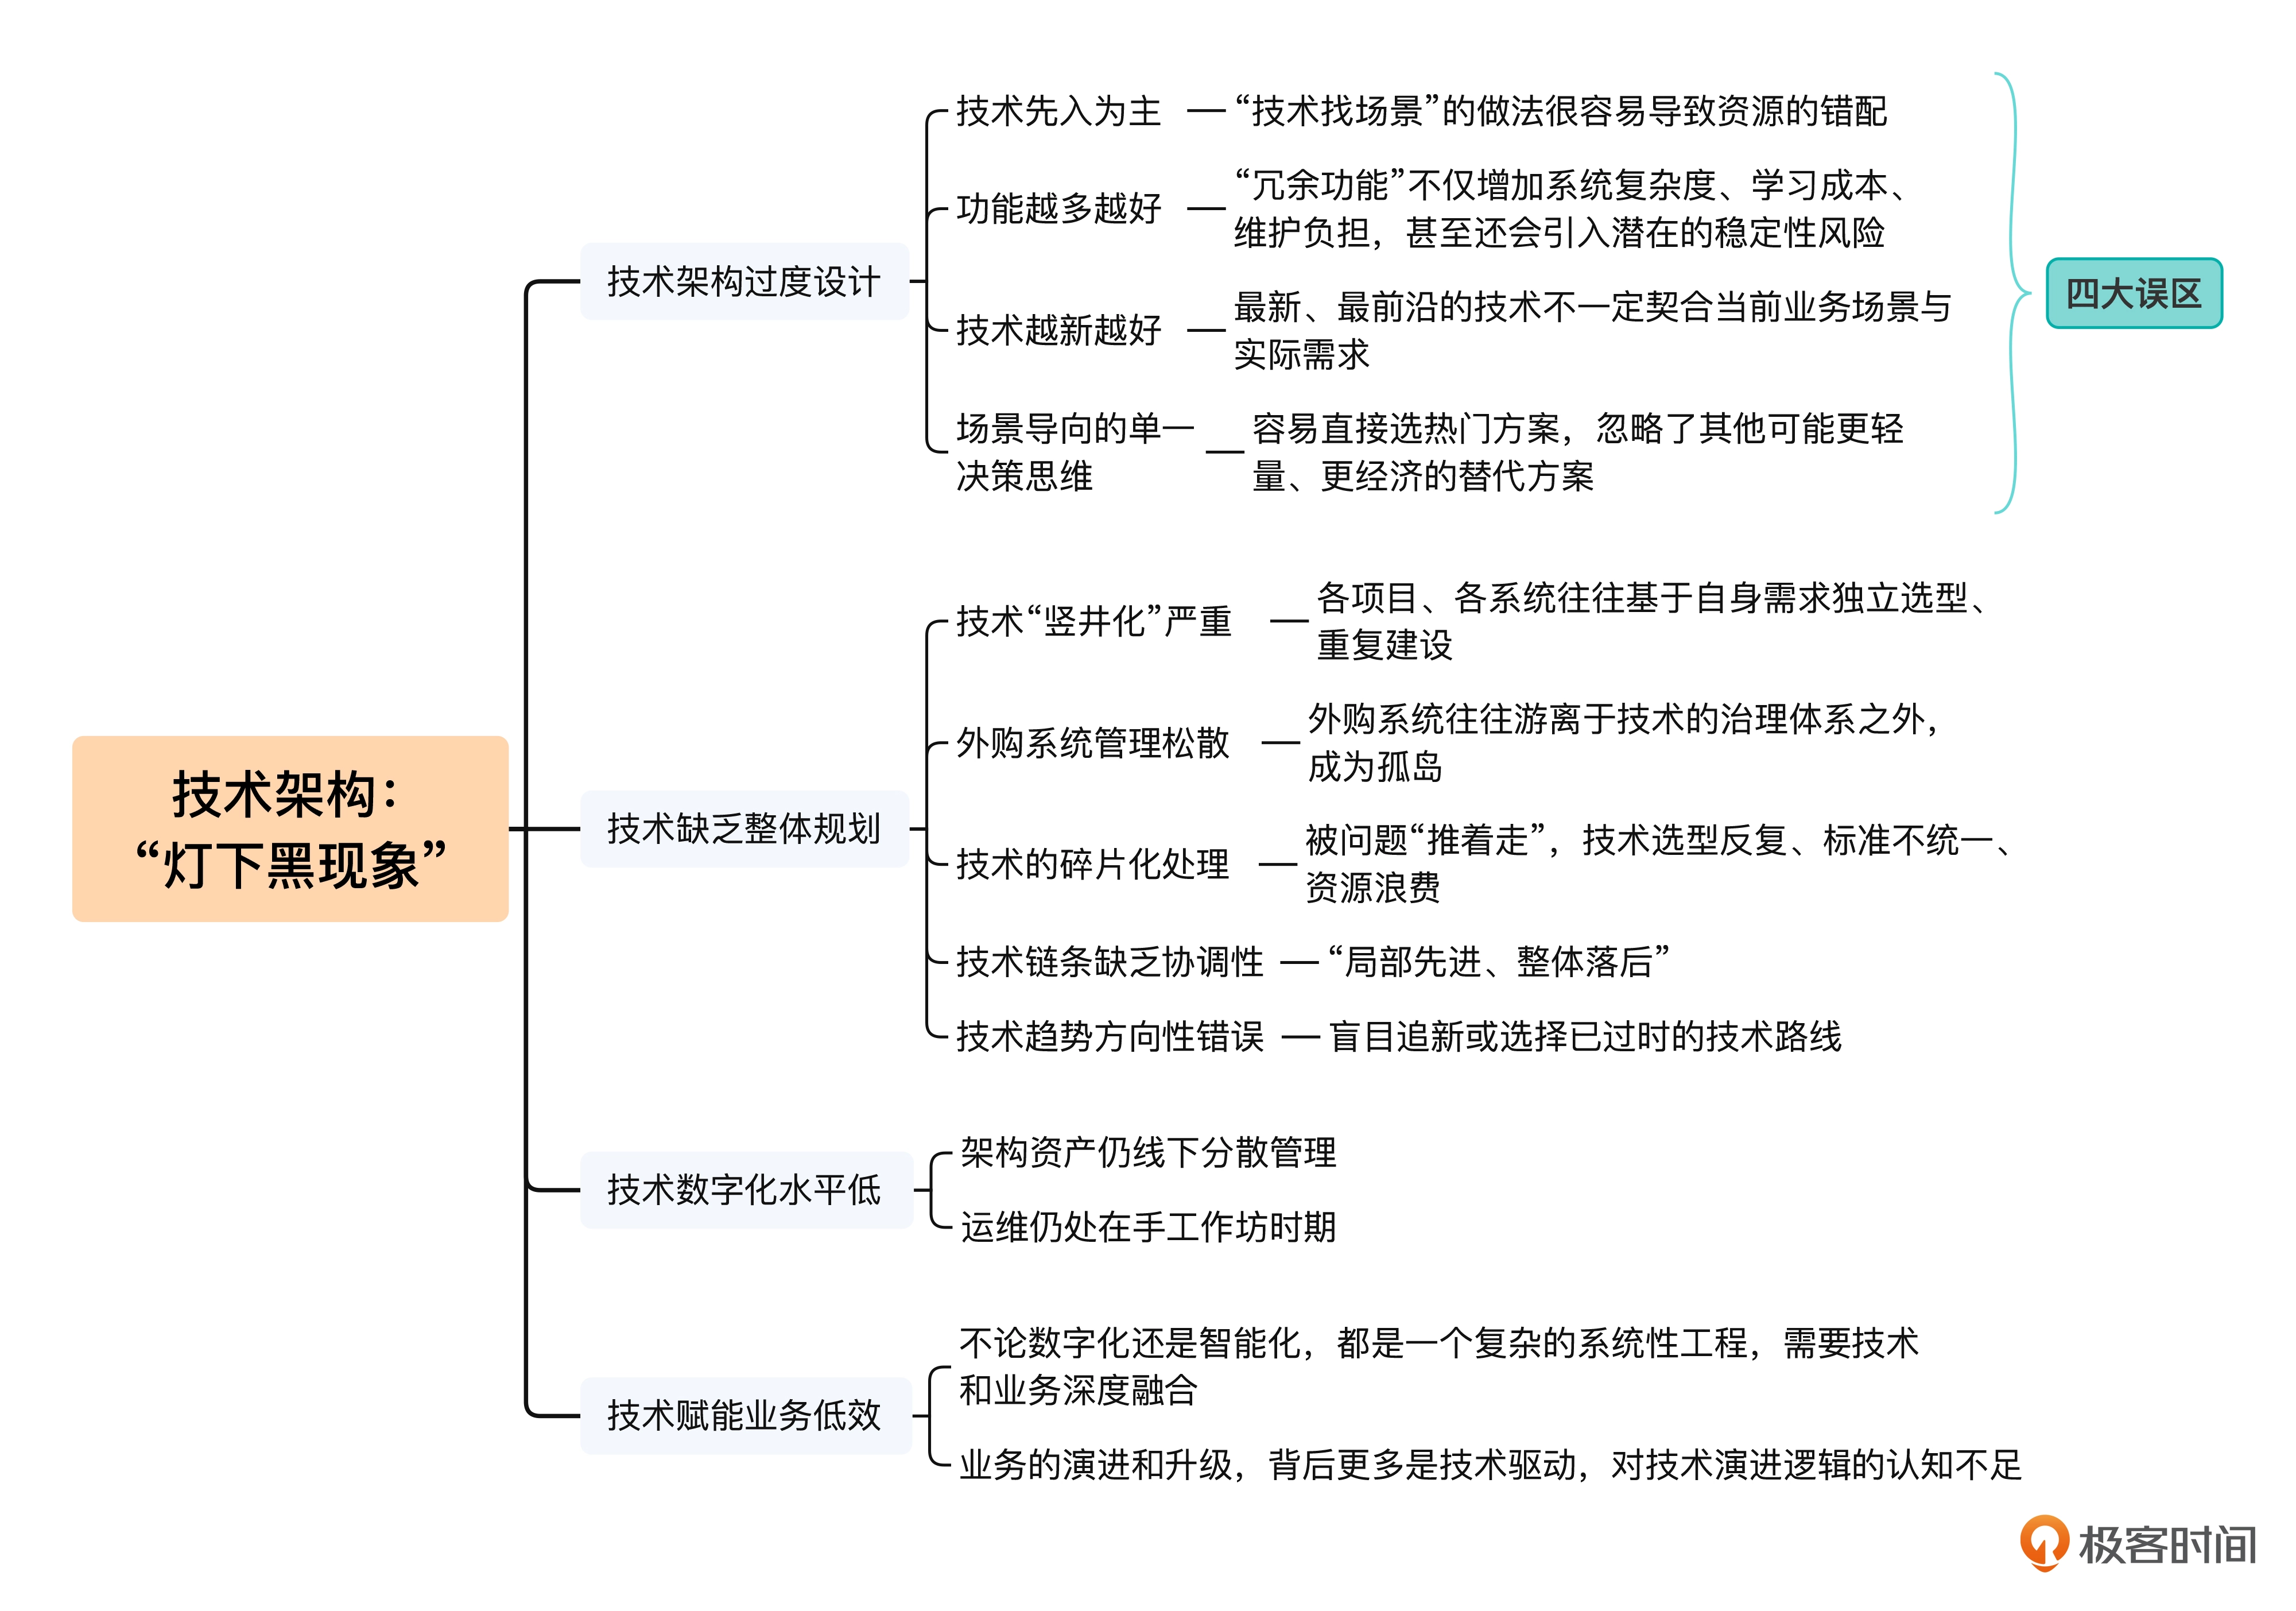 技术架构：
“灯下黑现象”
技术架构过度设计
技术先入为主
“技术找场景”的做法很容易导致资源的错配
功能越多越好
“冗余功能”不仅增加系统复杂度、学习成本、
维护负担，甚至还会引入潜在的稳定性风险
技术越新越好
最新、最前沿的技术不一定契合当前业务场景与
实际需求
场景导向的单一
决策思维
容易直接选热门方案，忽略了其他可能更轻
量、更经济的替代方案
四大误区
技术缺乏整体规划
技术“竖井化”严重
各项目、各系统往往基于自身需求独立选型、
重复建设
外购系统管理松散
外购系统往往游离于技术的治理体系之外，
成为孤岛
技术的碎片化处理
被问题“推着走”，技术选型反复、标准不统一、
资源浪费
技术链条缺乏协调性
“局部先进、整体落后”
技术趋势方向性错误
盲目追新或选择已过时的技术路线
技术数字化水平低
架构资产仍线下分散管理
运维仍处在手工作坊时期
技术赋能业务低效
不论数字化还是智能化，都是一个复杂的系统性工程，需要技术
和业务深度融合
业务的演进和升级，背后更多是技术驱动，对技术演进逻辑的认知不足
极客时间